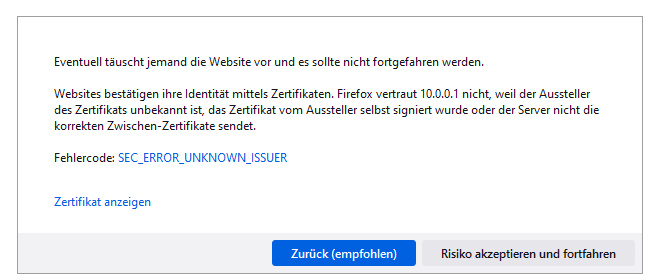 Eventuell täuscht jemand die Website vor und es sollte nicht fortgefahren werden.
Websites bestätigen ihre Identität mittels Zertifikaten. Firefox vertraut 10.0.0.1 nicht, weil der Aussteller
des Zertifikats unbekannt ist, das Zertifikat vom Aussteller selbst signiert wurde oder der Server nicht die
korrekten Zwischen-Zertifikate sendet.
Fehlercode: SEC_ERROR_UNKNOWN_ISSUER
Zertifikat anzeigen
Zurück (empfohlen) Risiko akzeptieren und fortfahren